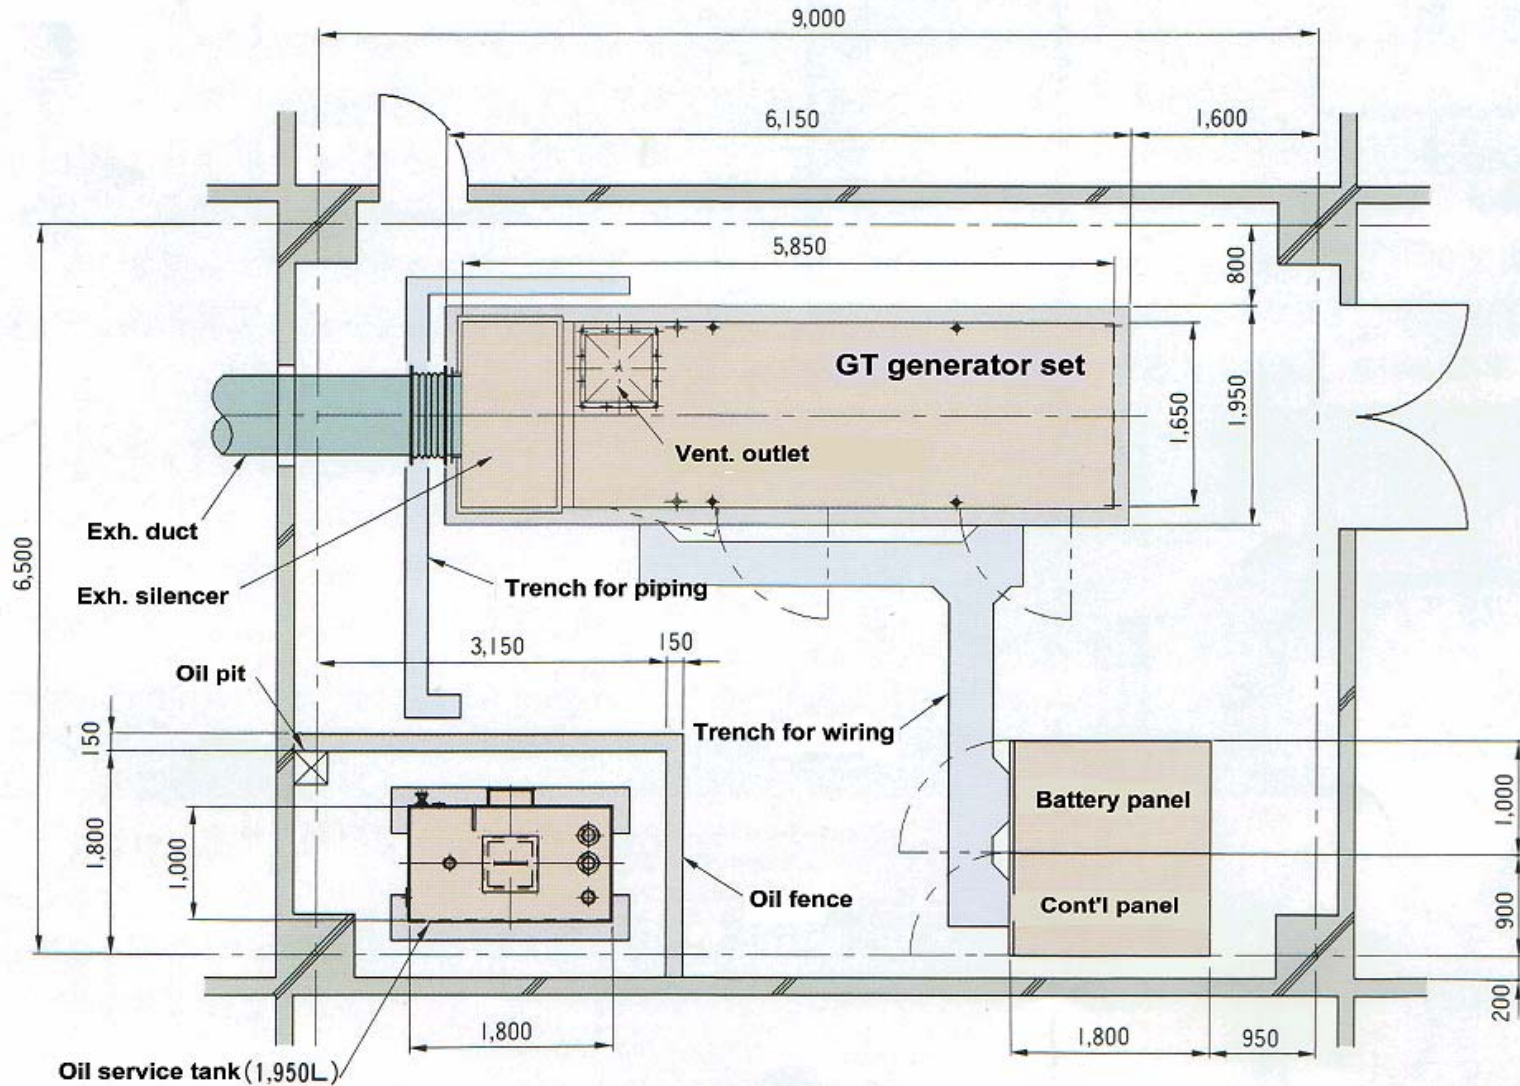 9,000
6,150
1,600
5,850
800
GT generator set
1,650
1,950
Vent. outlet
Exh. duct
6,500
Exh. silencer
Trench for piping
3,150
150
Oil pit
150
Trench for wiring
Battery panel
1,000
1,800
1,000
Oil fence
Cont'l panel
900
200
1,800
1,800
950
Oil service tank(1,950L)